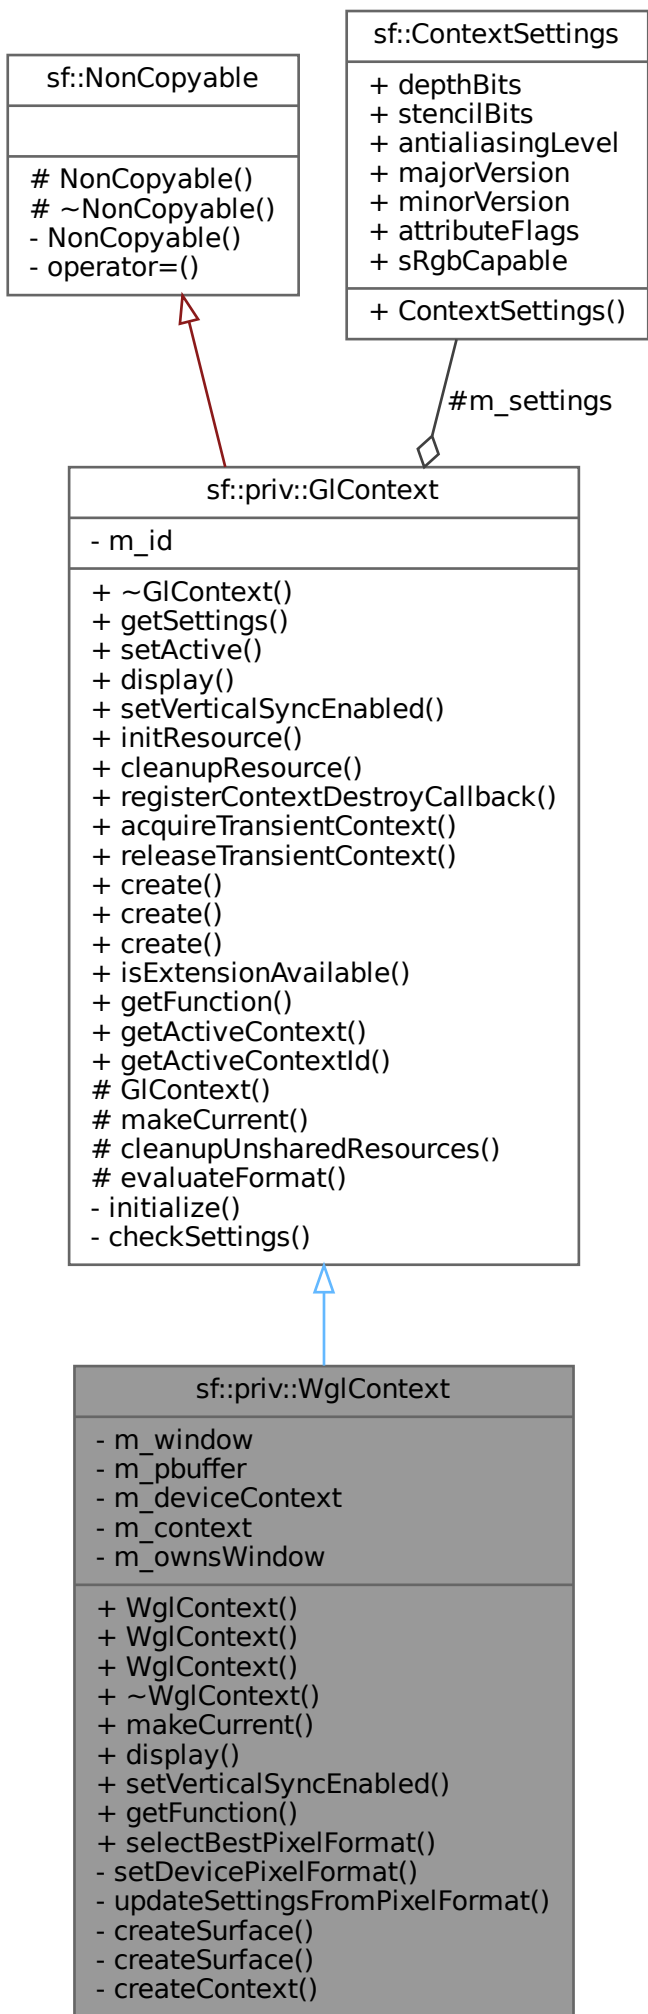 sf::NonCopyable
# NonCopyable()
# ~NonCopyable()
- NonCopyable()
- operator=()
sf::ContextSettings
+ depthBits
+ stencilBits
+ antialiasingLevel
+ majorVersion
+ minorVersion
+ attributeFlags
+ sRgbCapable
+ ContextSettings()
#m_settings
sf::priv::GlContext
- m_id
+ ~GlContext()
+ getSettings()
+ setActive()
+ display()
+ setVerticalSyncEnabled()
+ initResource()
+ cleanupResource()
+ registerContextDestroyCallback()
+ acquireTransientContext()
+ releaseTransientContext()
+ create()
+ create()
+ create()
+ isExtensionAvailable()
+ getFunction()
+ getActiveContext()
+ getActiveContextId()
# GlContext()
# makeCurrent()
# cleanupUnsharedResources()
# evaluateFormat()
- initialize()
- checkSettings()
sf::priv::WglContext
- m_window
- m_pbuffer
- m_deviceContext
- m_context
- m_ownsWindow
+ WglContext()
+ WglContext()
+ WglContext()
+ ~WglContext()
+ makeCurrent()
+ display()
+ setVerticalSyncEnabled()
+ getFunction()
+ selectBestPixelFormat()
- setDevicePixelFormat()
- updateSettingsFromPixelFormat()
- createSurface()
- createSurface()
- createContext()